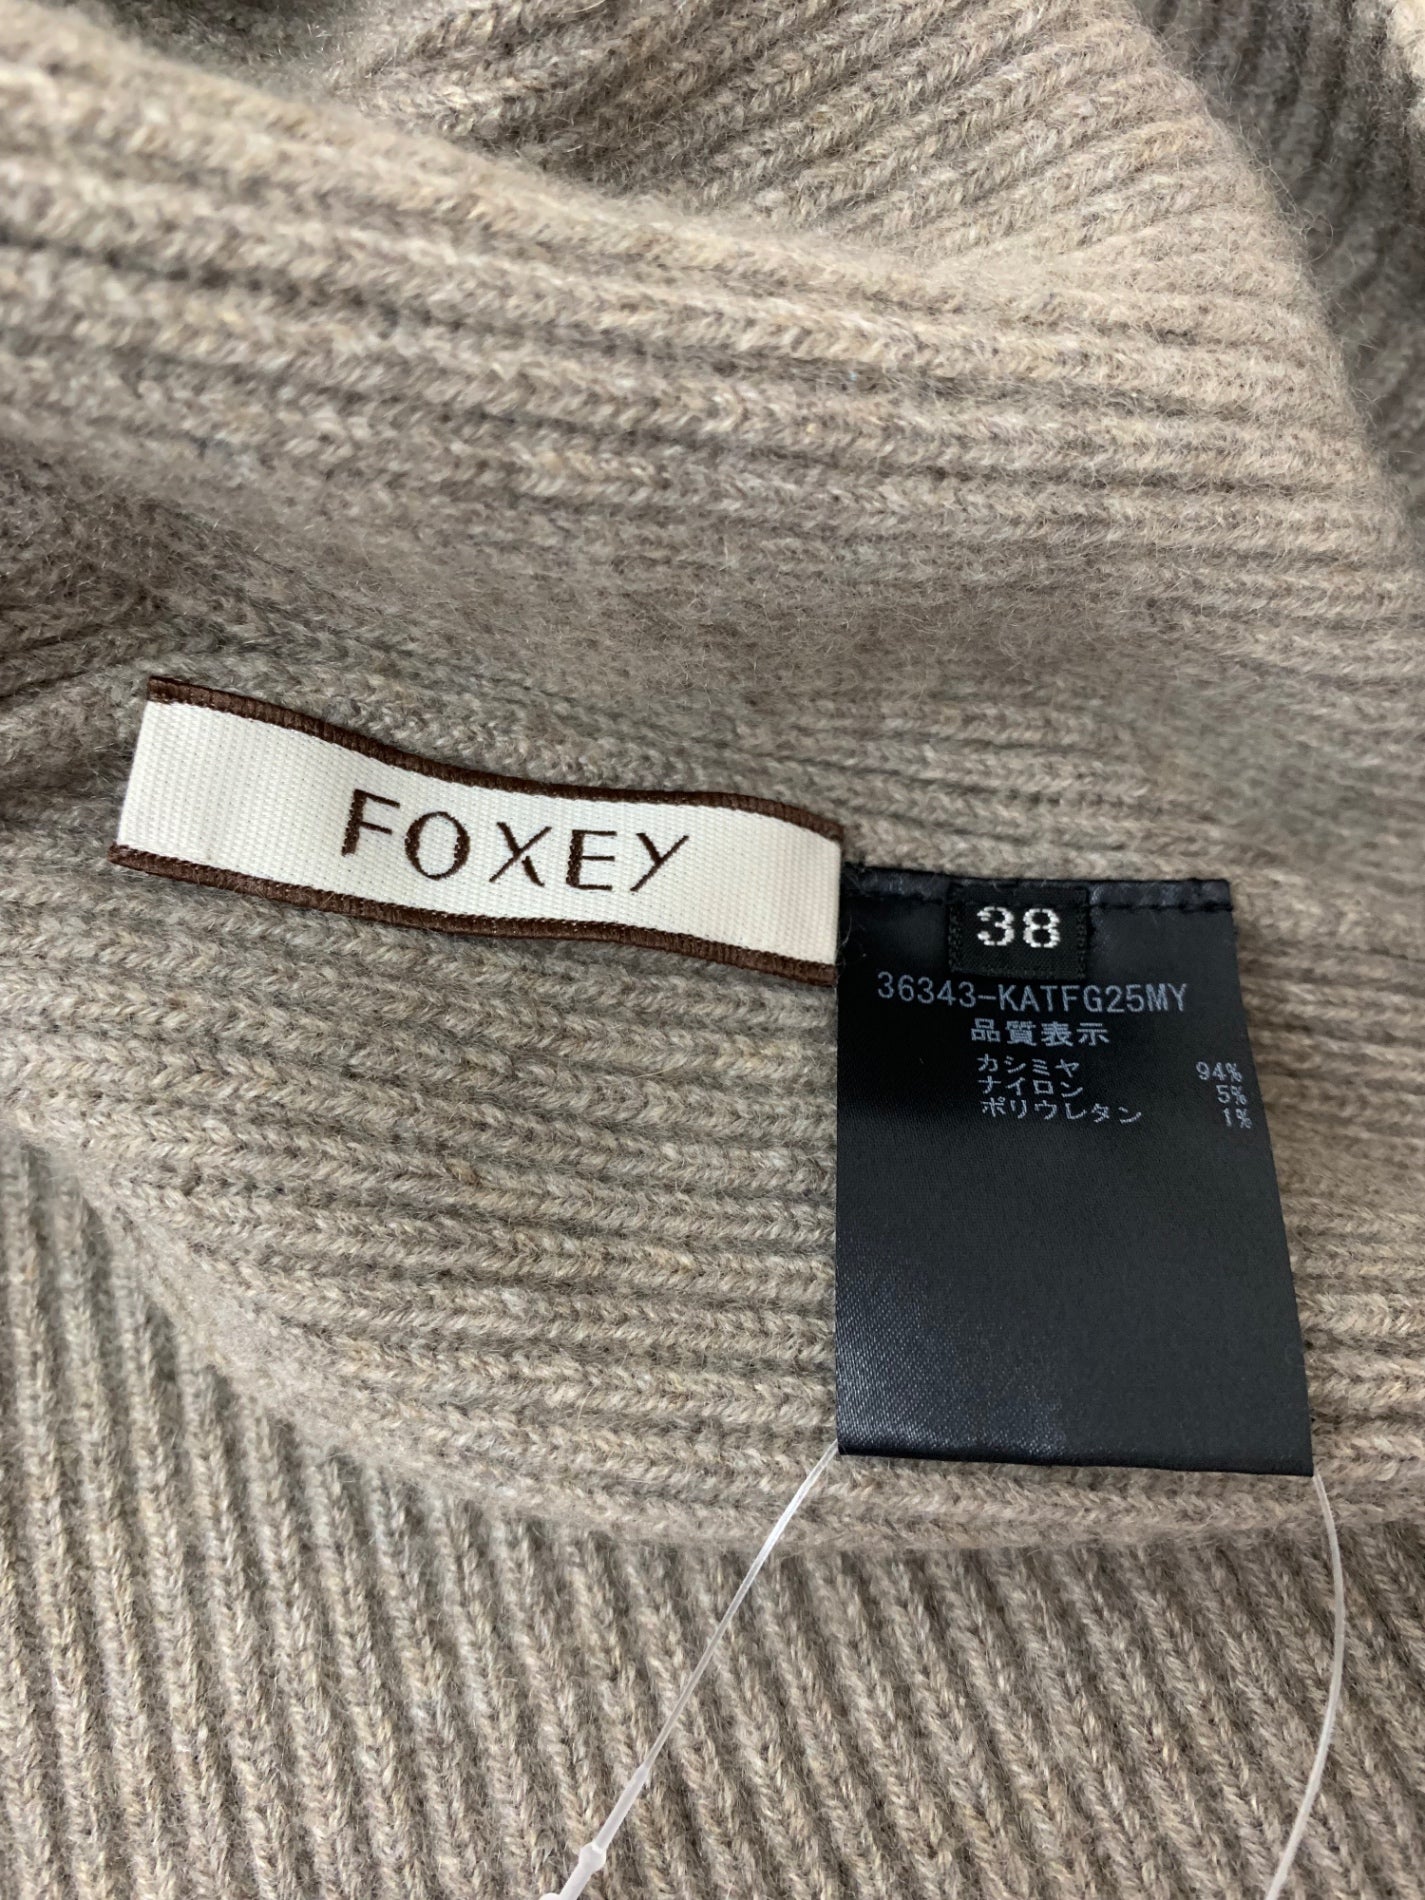 FOXEY
38
36343-KATFG25MY
品質表示
カシミヤ 94%
ナイロン 5%
ポリウレタン 1%